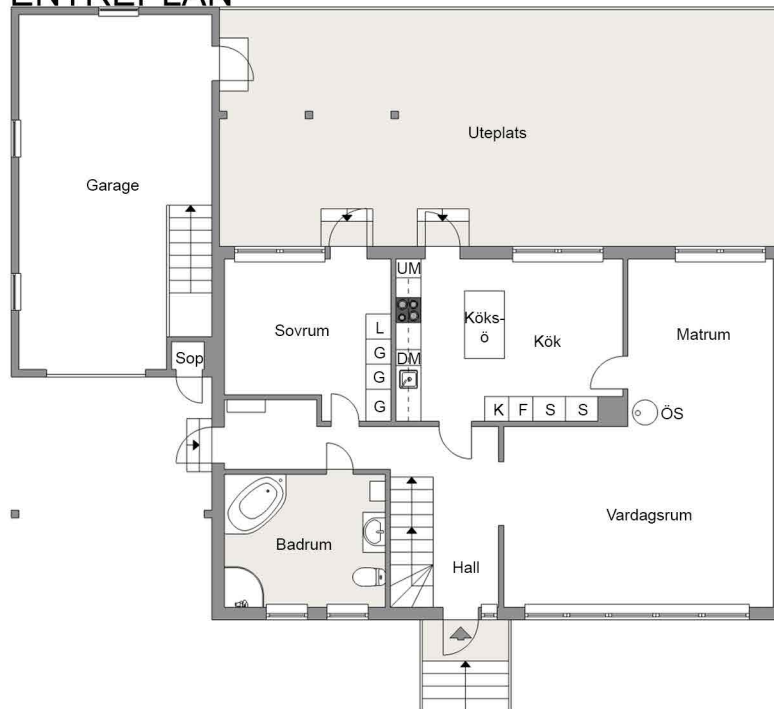 ENTRÉPLAN
Uteplats
Garage
UM
Sovrum
L
G
G
G
Köks-
ö
Kök
Matrum
Sop
DM
K F S S
ÖS
Vardagsrum
Badrum
Hall